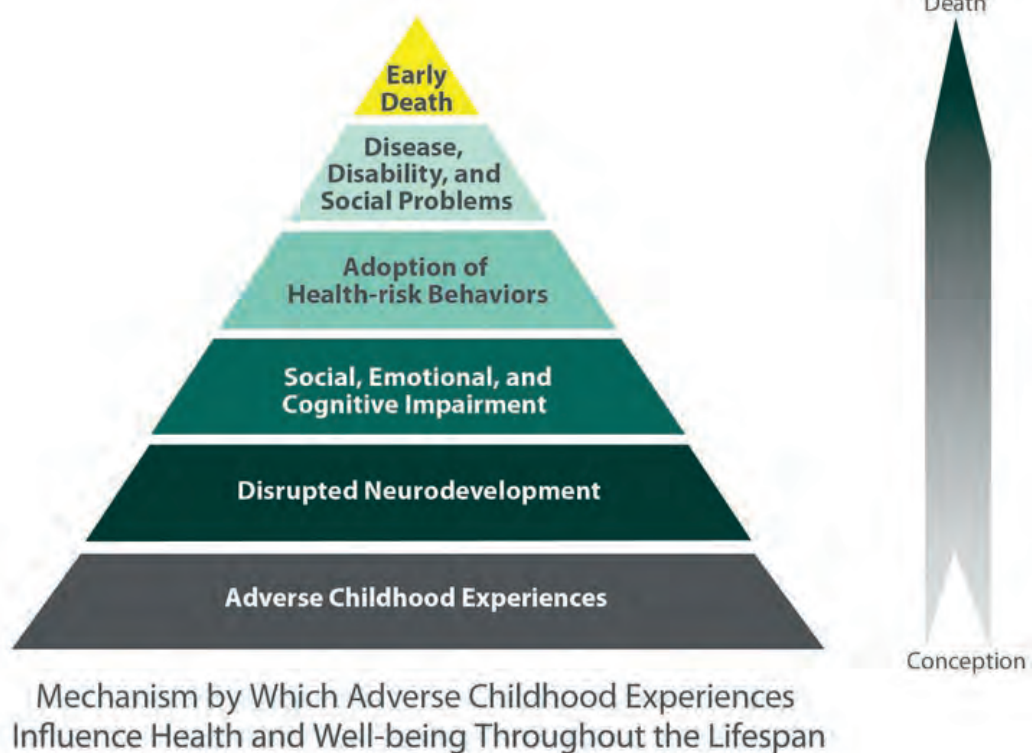 Death
Early
Death
Disease,
Disability, and
Social Problems
Adoption of
Health-risk Behaviors
Social, Emotional, and
Cognitive Impairment
Disrupted Neurodevelopment
Adverse Childhood Experiences
Conception
Mechanism by Which Adverse Childhood Experiences
Influence Health and Well-being Throughout the Lifespan